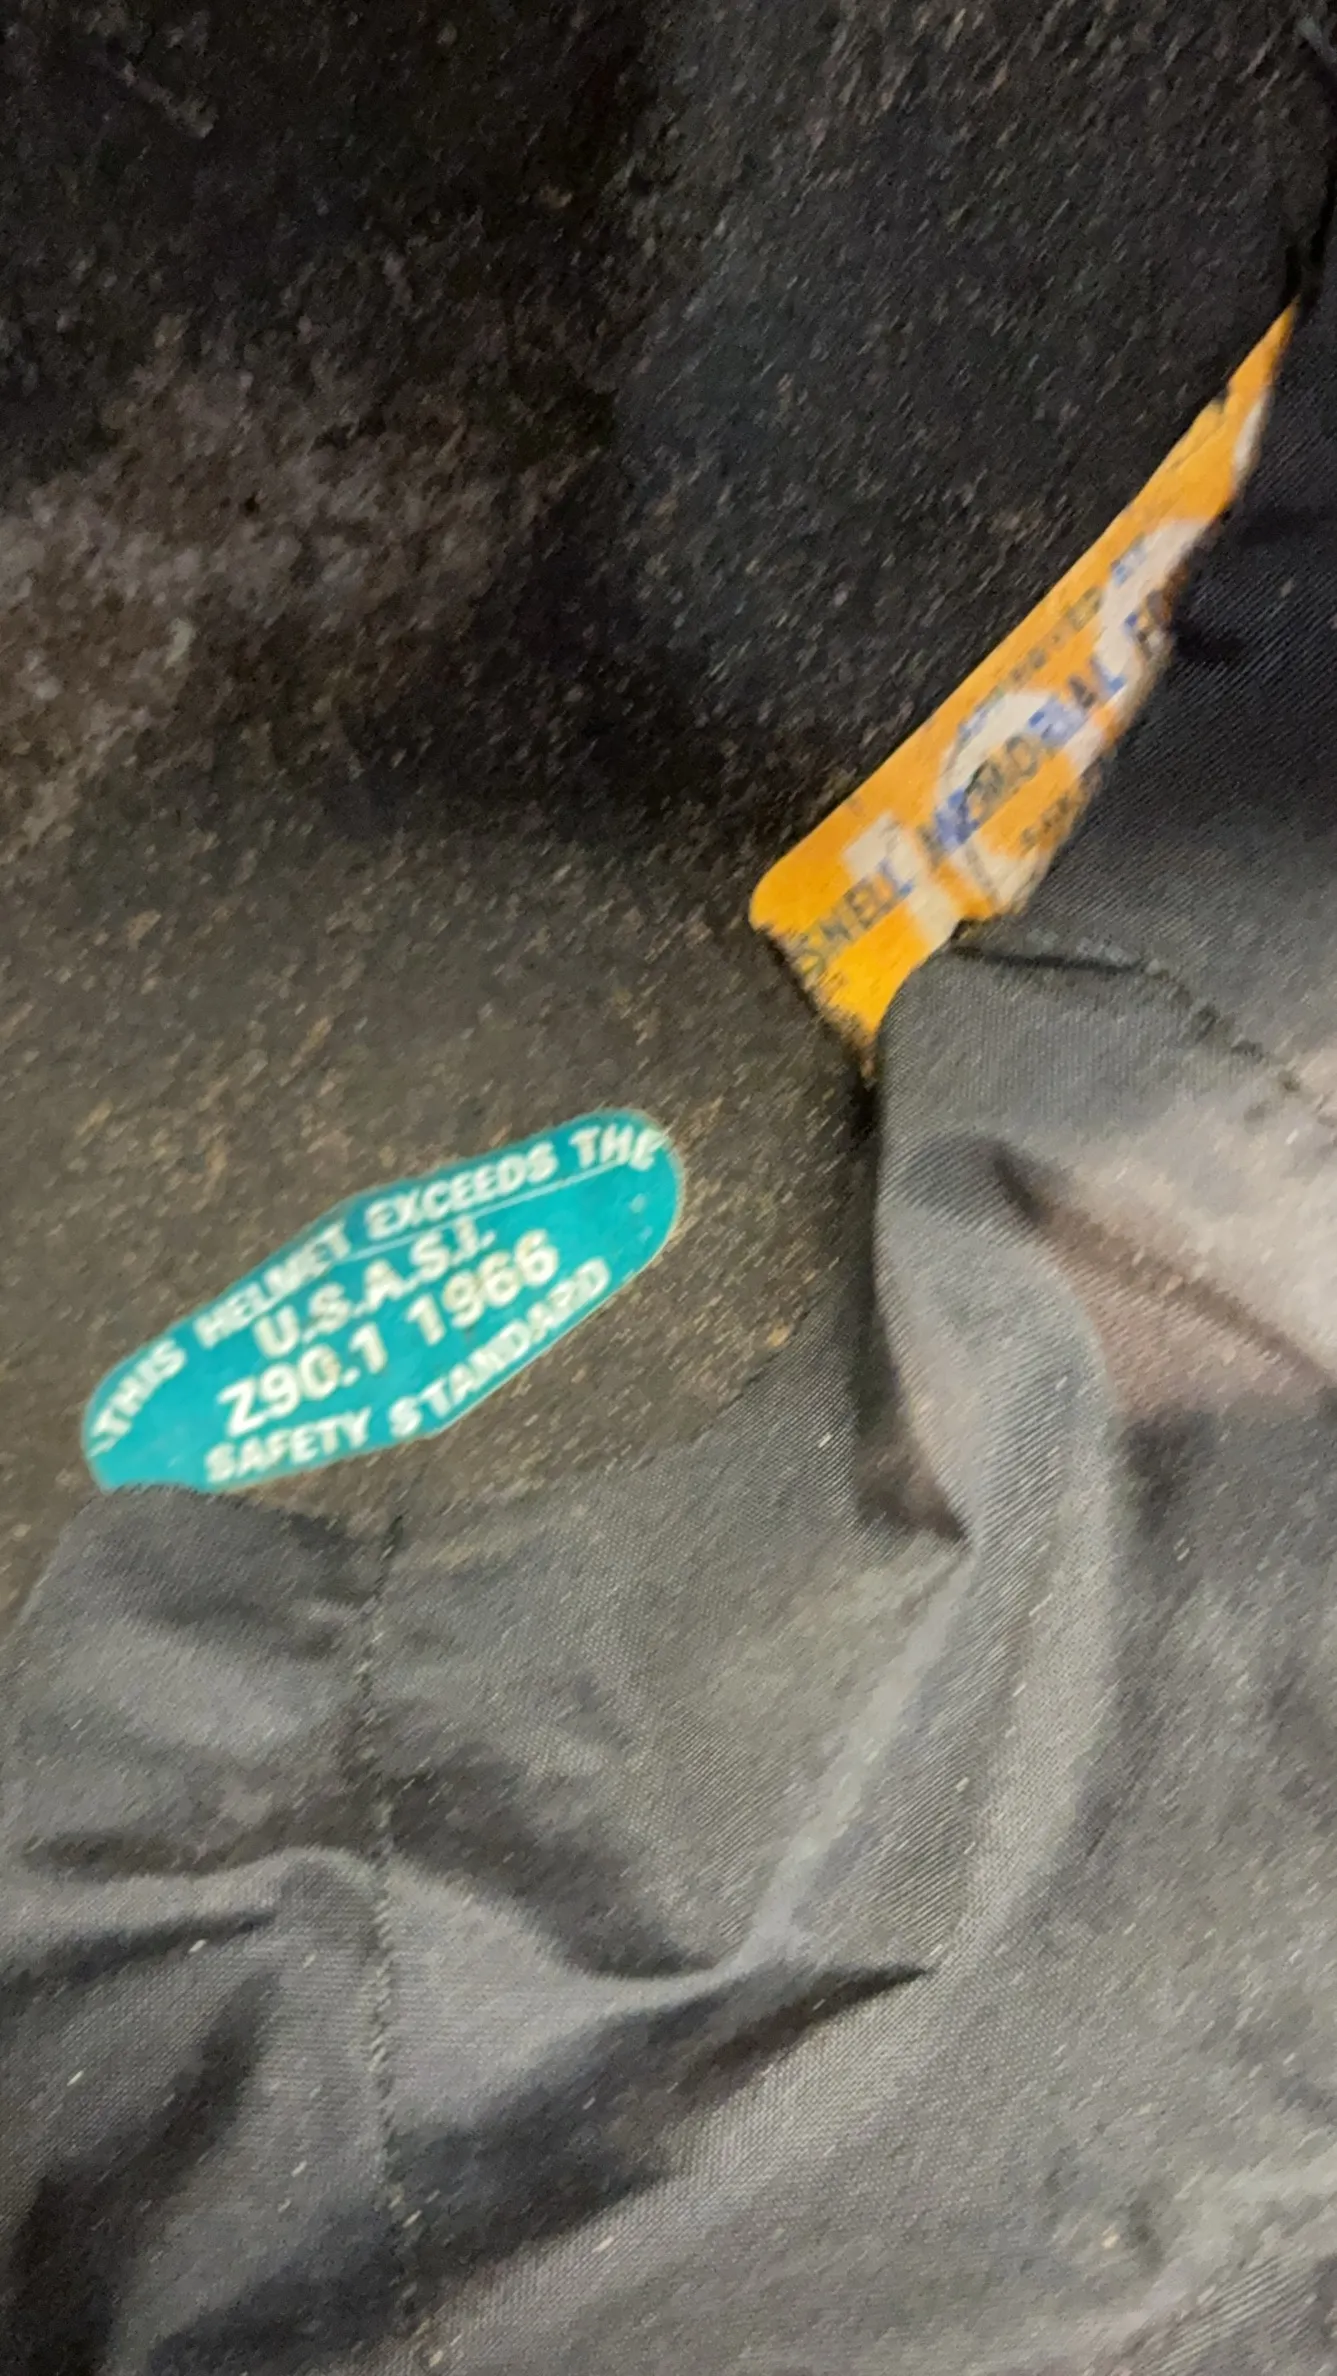 SNELL MEMORIAL
THIS HELMET EXCEEDS THE
U.S.A.S.I.
Z90.1 1966
SAFETY STANDARD